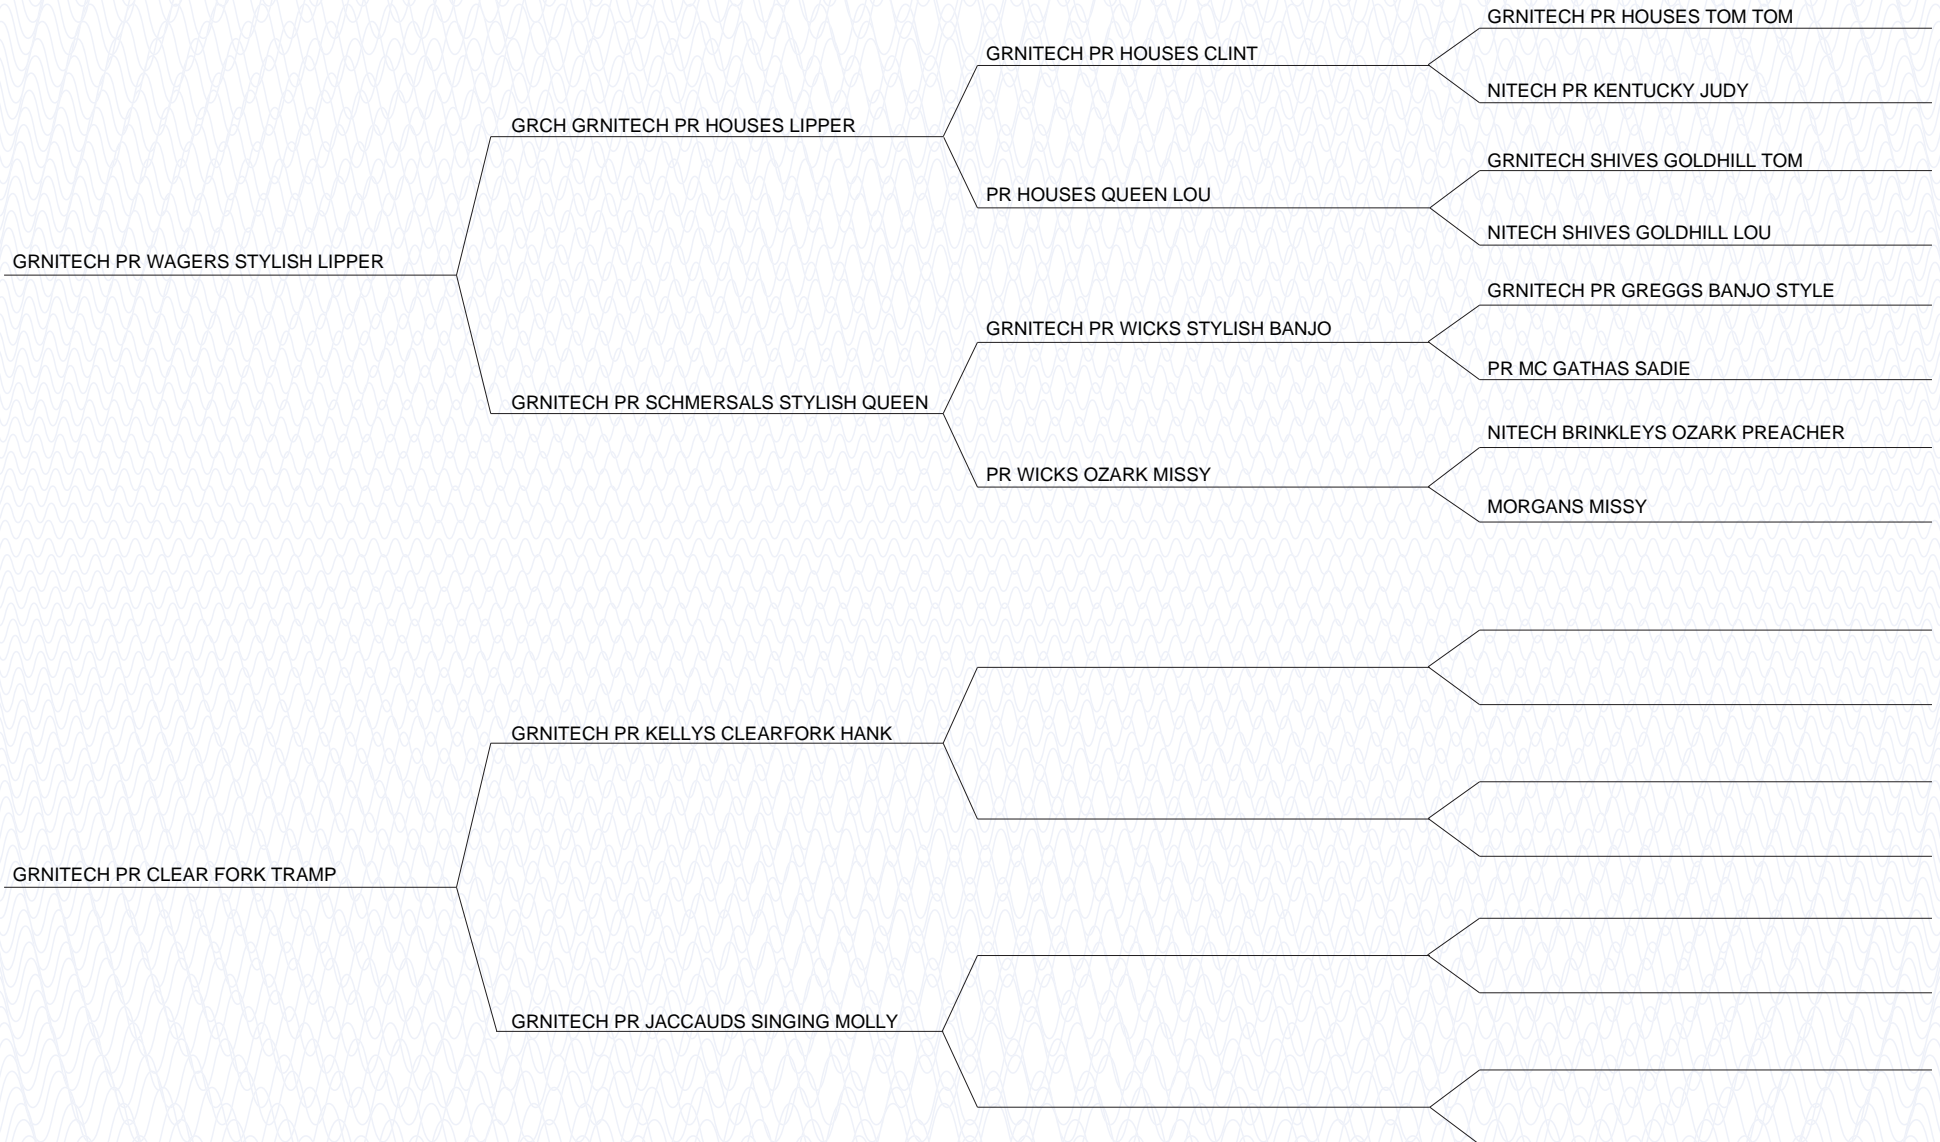 GRNITECH PR HOUSES TOM TOM
GRNITECH PR HOUSES CLINT
NITECH PR KENTUCKY JUDY
GRCH GRNITECH PR HOUSES LIPPER
GRNITECH SHIVES GOLDHILL TOM
PR HOUSES QUEEN LOU
NITECH SHIVES GOLDHILL LOU
GRNITECH PR WAGERS STYLISH LIPPER
GRNITECH PR GREGGS BANJO STYLE
GRNITECH PR WICKS STYLISH BANJO
PR MC GATHAS SADIE
GRNITECH PR SCHMERSALS STYLISH QUEEN
NITECH BRINKLEYS OZARK PREACHER
PR WICKS OZARK MISSY
MORGANS MISSY
GRNITECH PR KELLYS CLEARFORK HANK
GRNITECH PR CLEAR FORK TRAMP
GRNITECH PR JACCAUDS SINGING MOLLY